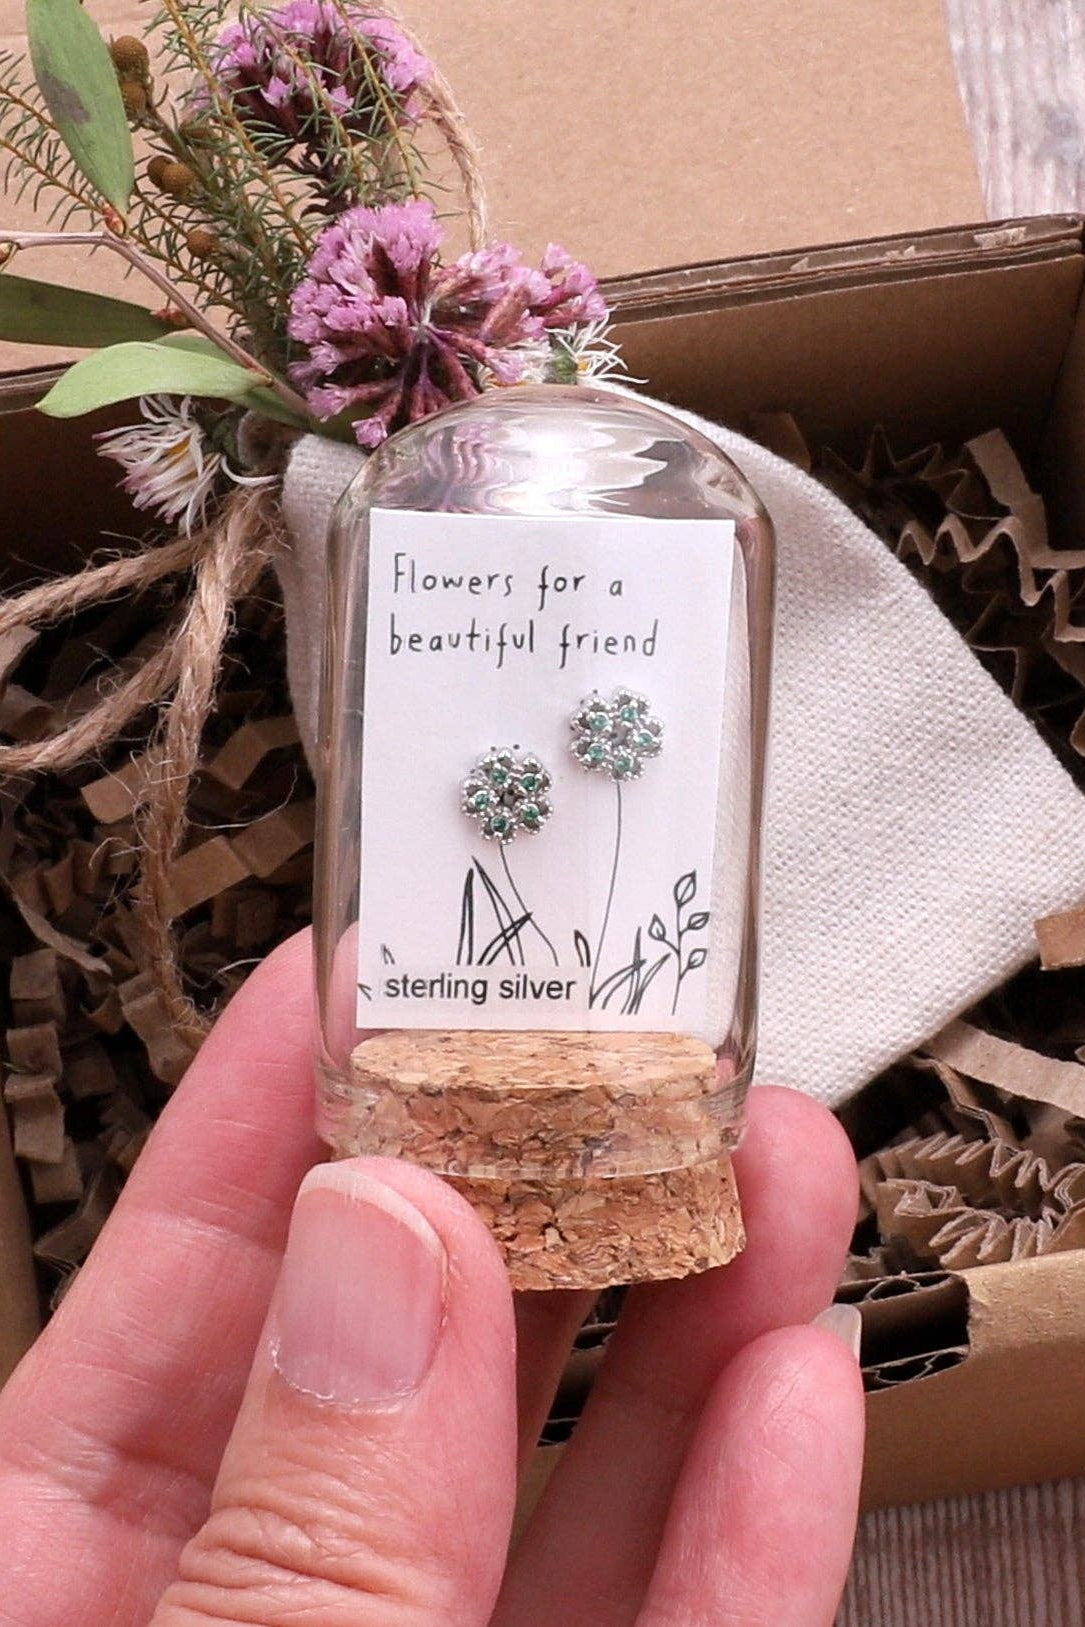 Flowers for a
beautiful friend
sterling silver